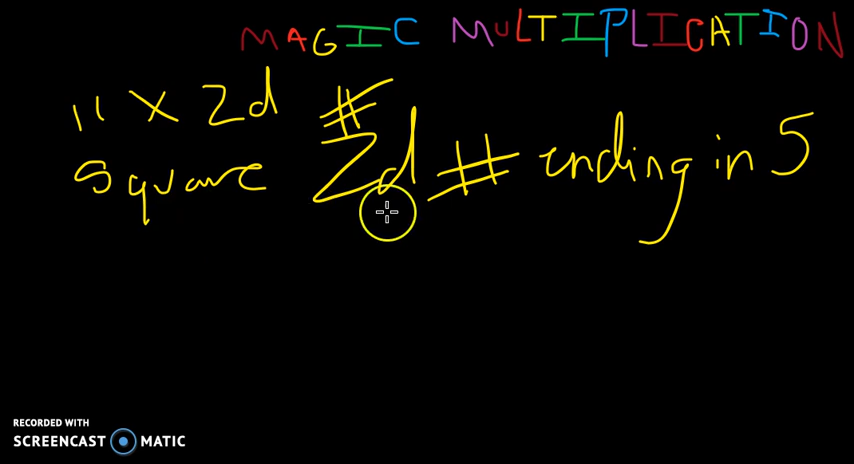 MAGIC MULTIPLICATION
11 X 2d #
square 2d # ending in 5
RECORDED WITH
SCREENCAST MATIC